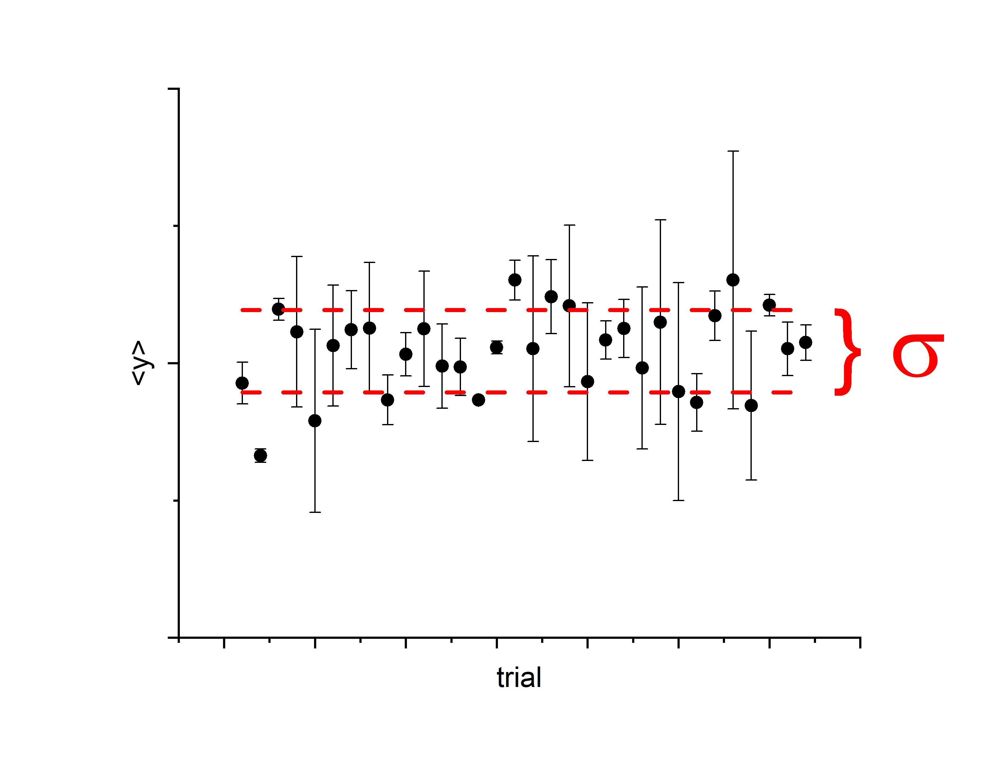 <y>
} σ
trial